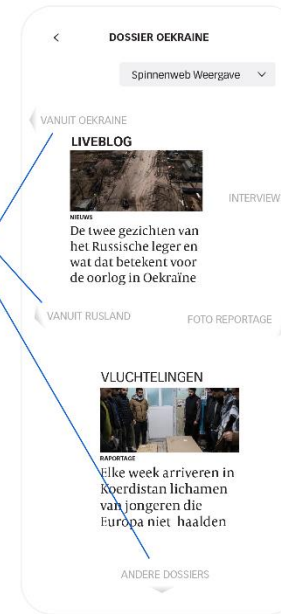 DOSSIER OEKRAINE
Spinnenweb Weergave
VANUIT OEKRAINE
LIVEBLOG
NIEUWS
De twee gezichten van
het Russische leger en
wat dat betekent voor
de oorlog in Oekraïne
INTERVIEW
VANUIT RUSLAND
FOTO REPORTAGE
VLUCHTELINGEN
RAPORTAGE
Elke week arriveren in
Koerdistan lichamen
van jongeren die
Europa niet haalden
ANDERE DOSSIERS